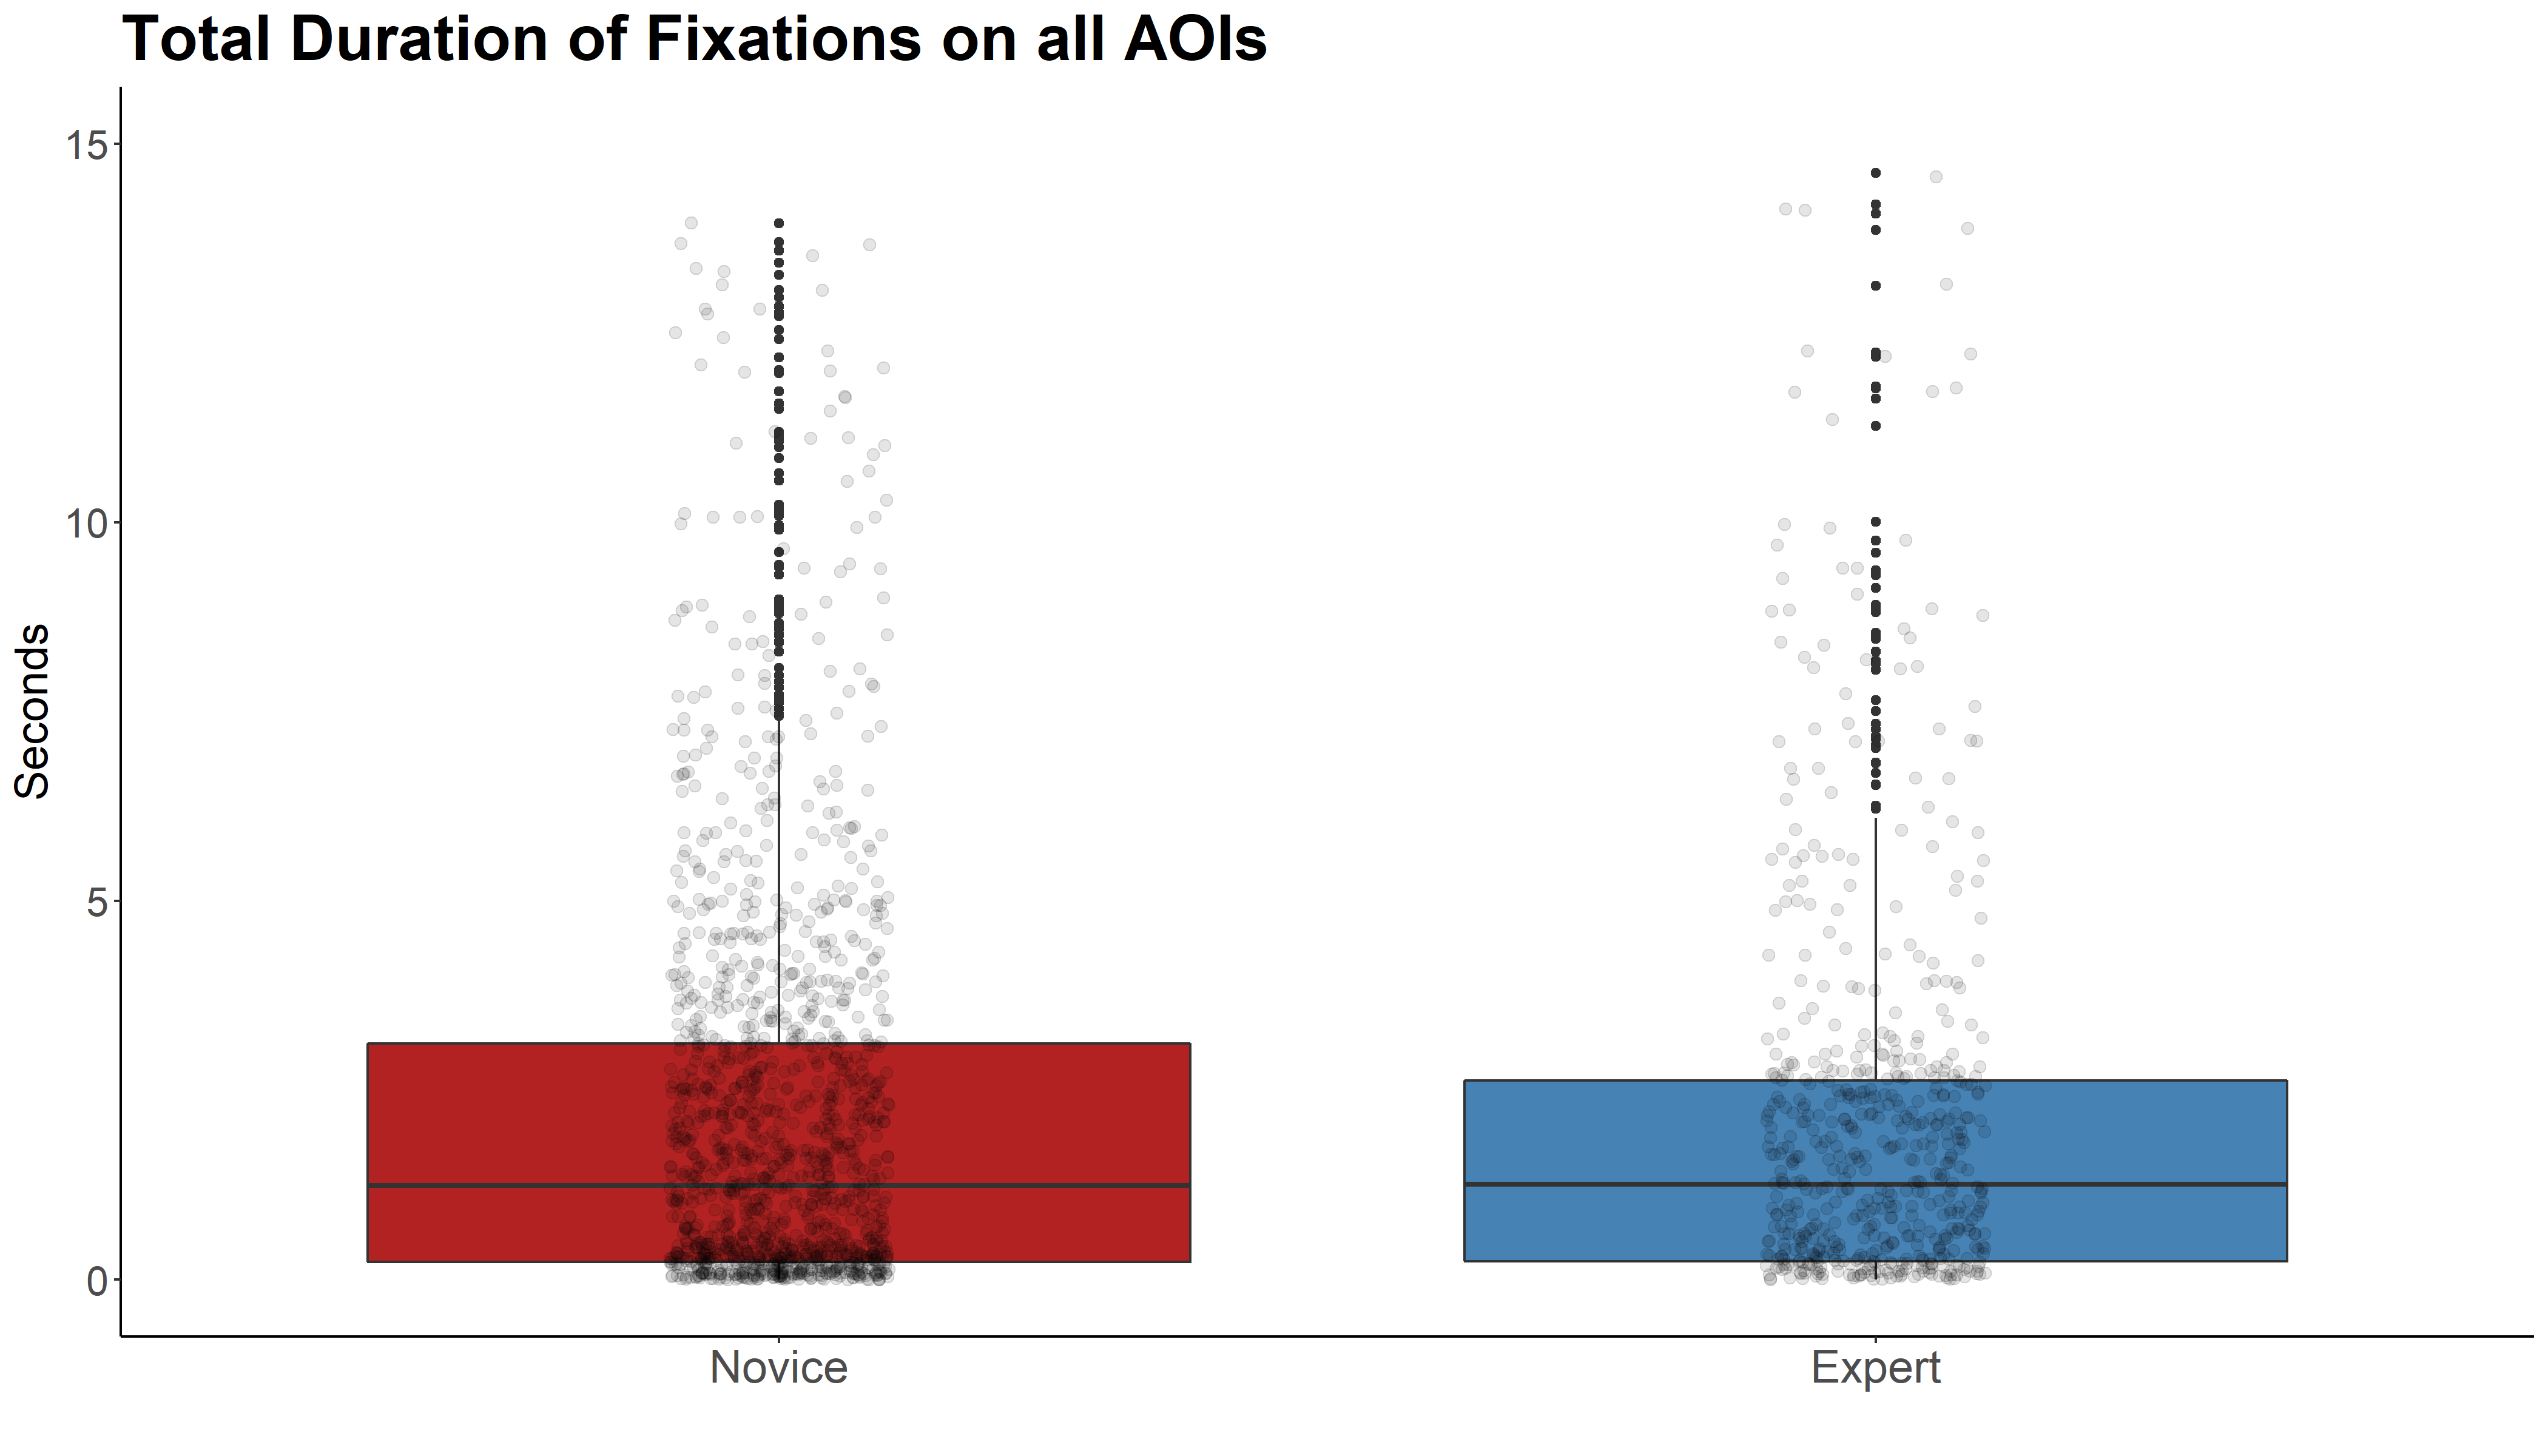 Total Duration of Fixations on all AOIs
Seconds
15
10
5
0
Novice
Expert